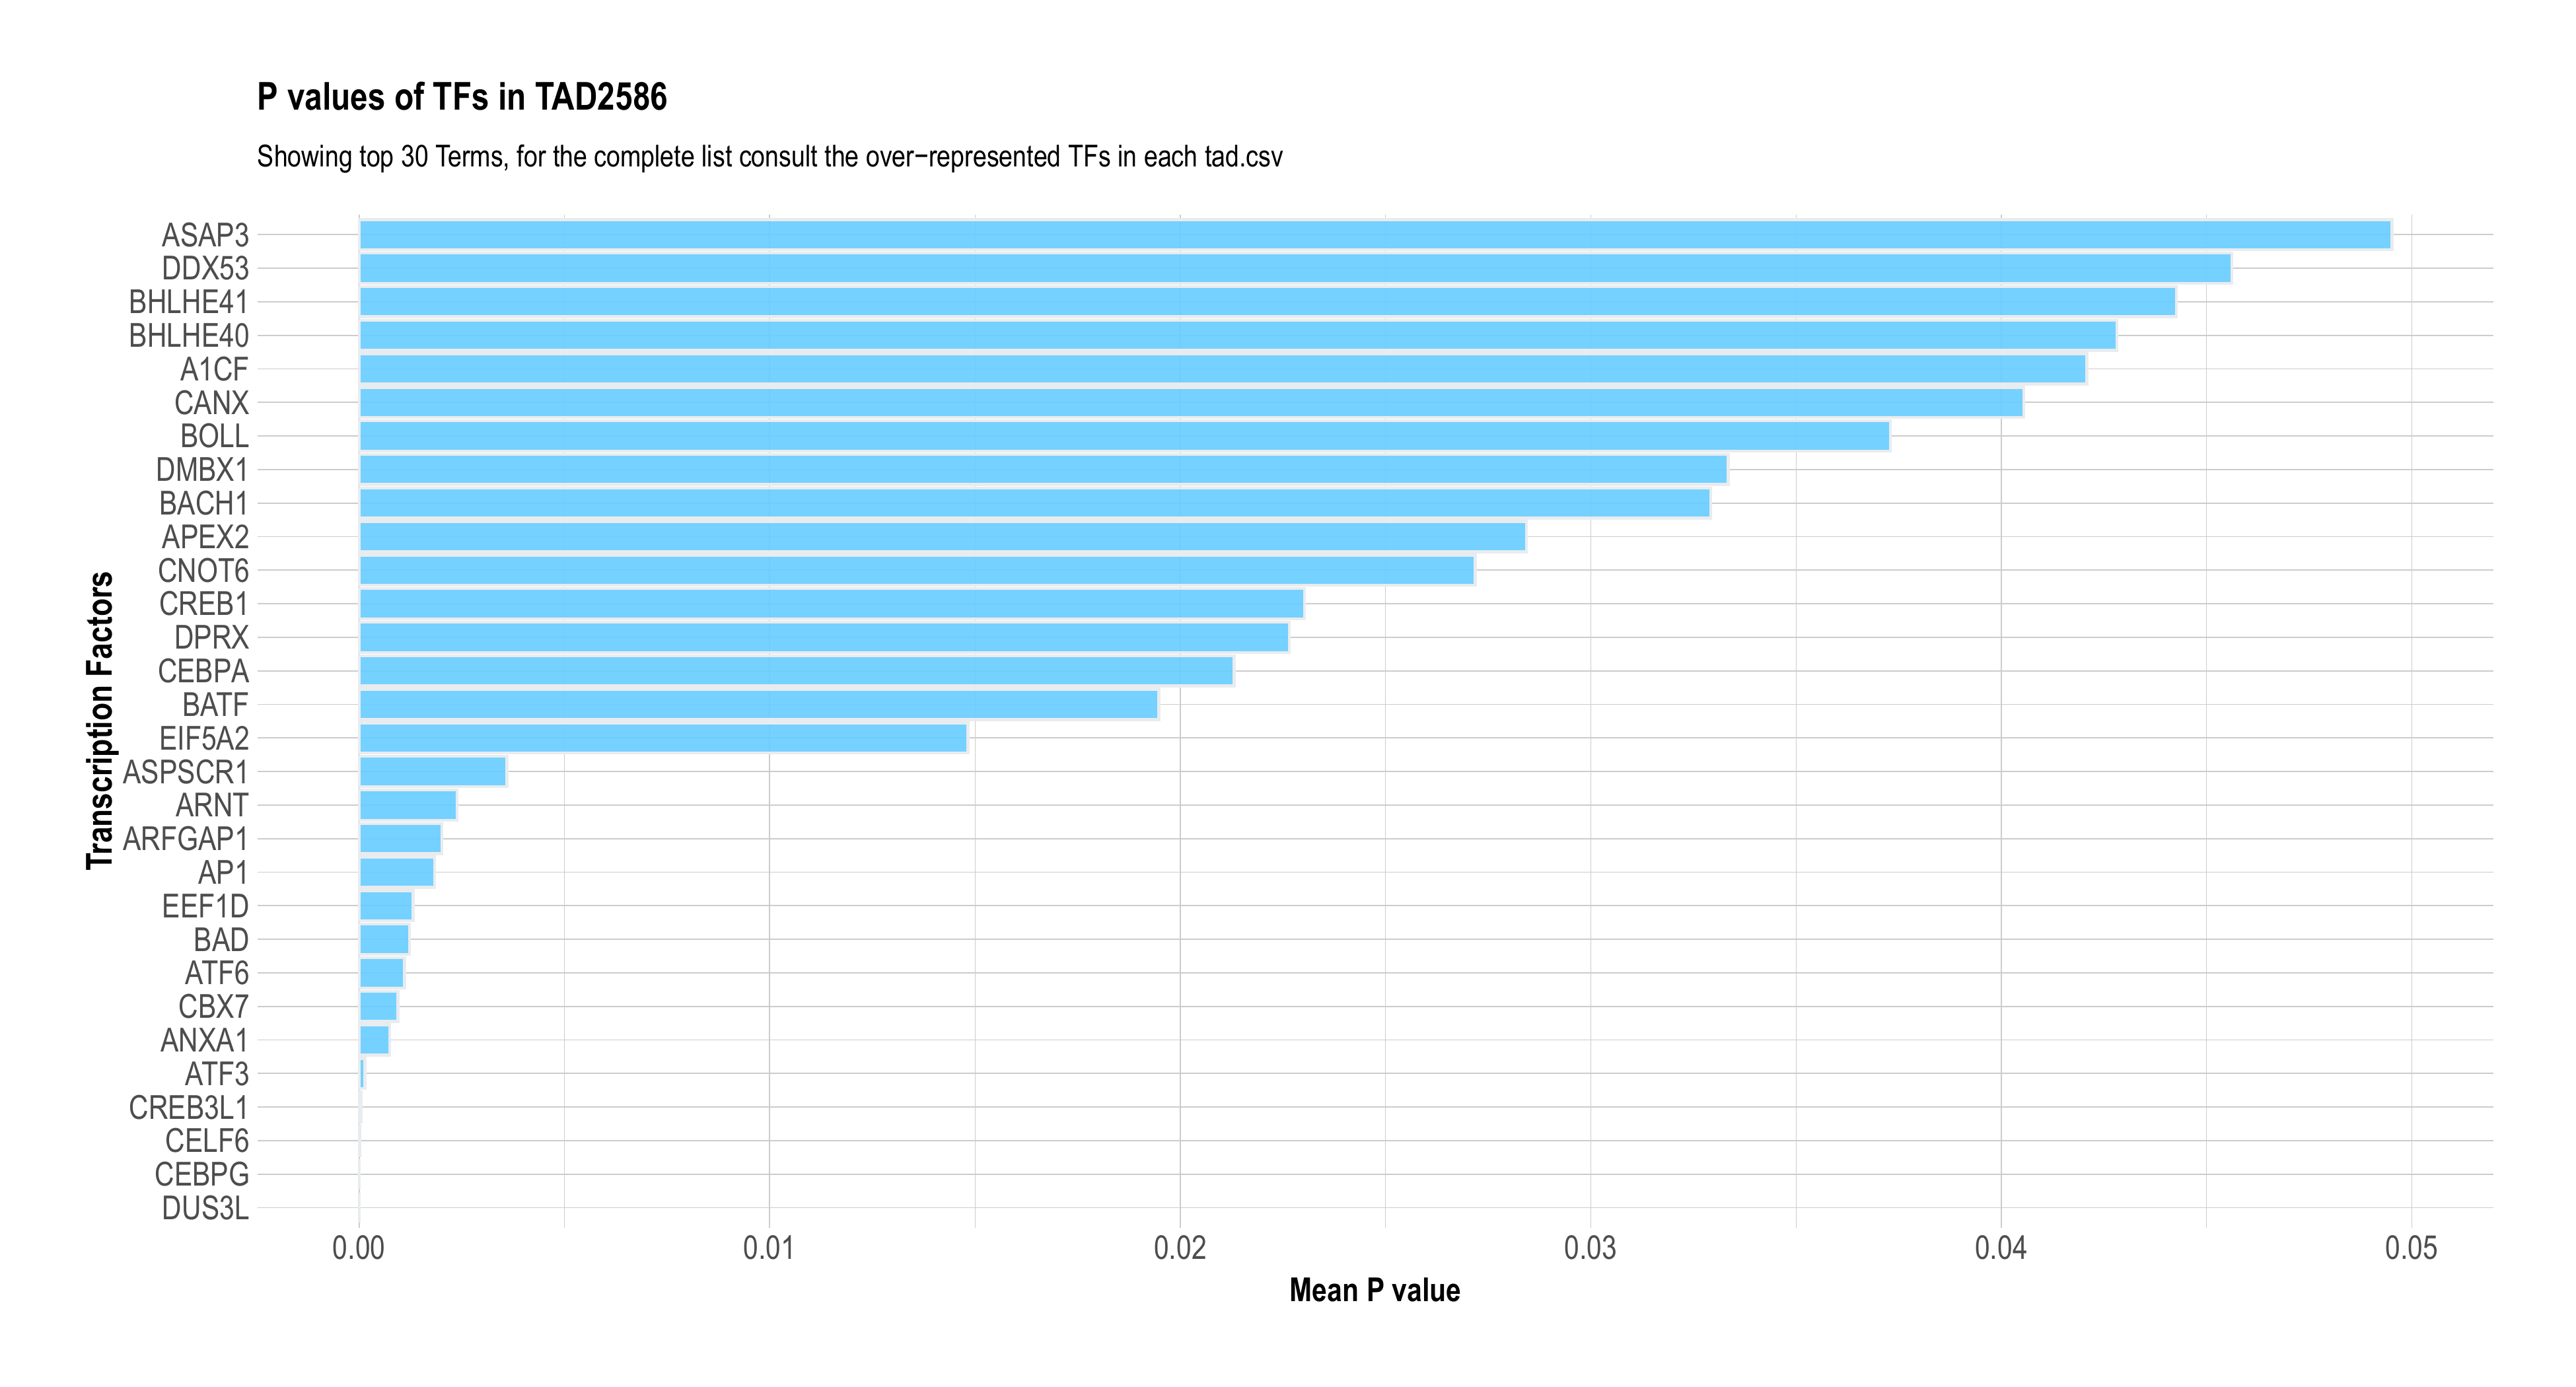 P values of TFs in TAD2586
Showing top 30 Terms, for the complete list consult the over−represented TFs in each tad.csv
Transcription Factors
ASAP3
DDX53
BHLHE41
BHLHE40
A1CF
CANX
BOLL
DMBX1
BACH1
APEX2
CNOT6
CREB1
DPRX
CEBPA
BATF
EIF5A2
ASPSCR1
ARNT
ARFGAP1
AP1
EEF1D
BAD
ATF6
CBX7
ANXA1
ATF3
CREB3L1
CELF6
CEBPG
DUS3L
0.00 0.01 0.02 0.03 0.04 0.05
Mean P value